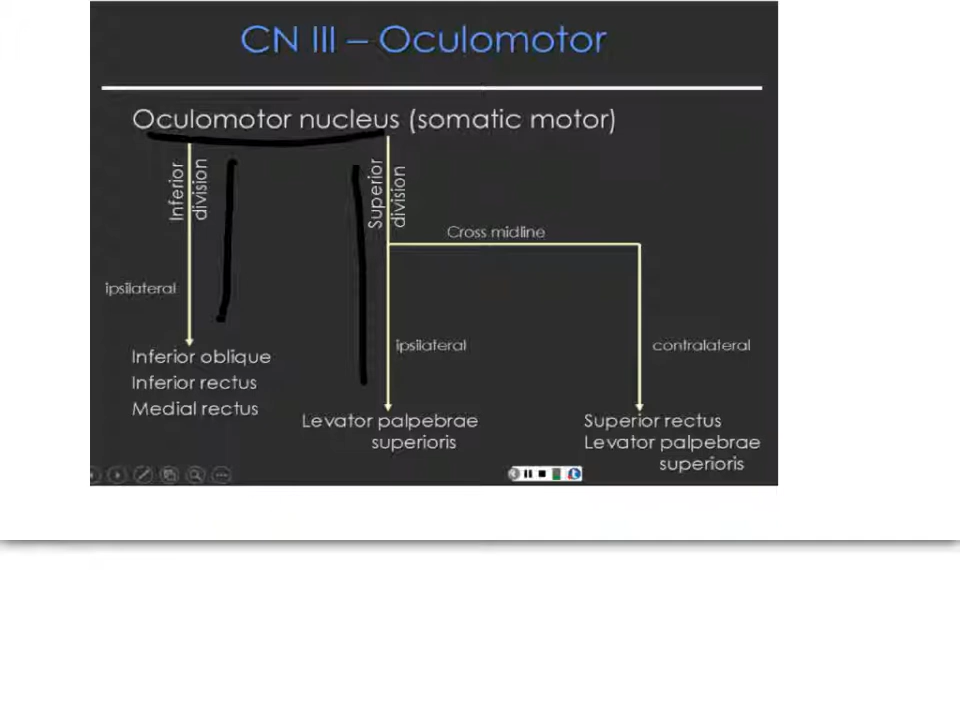 CN III – Oculomotor
Oculomotor nucleus (somatic motor)
Inferior
division
Superior
division
Cross midline
ipsilateral
ipsilateral
contralateral
Inferior oblique
Inferior rectus
Medial rectus
Levator palpebrae
superioris
Superior rectus
Levator palpebrae
superioris